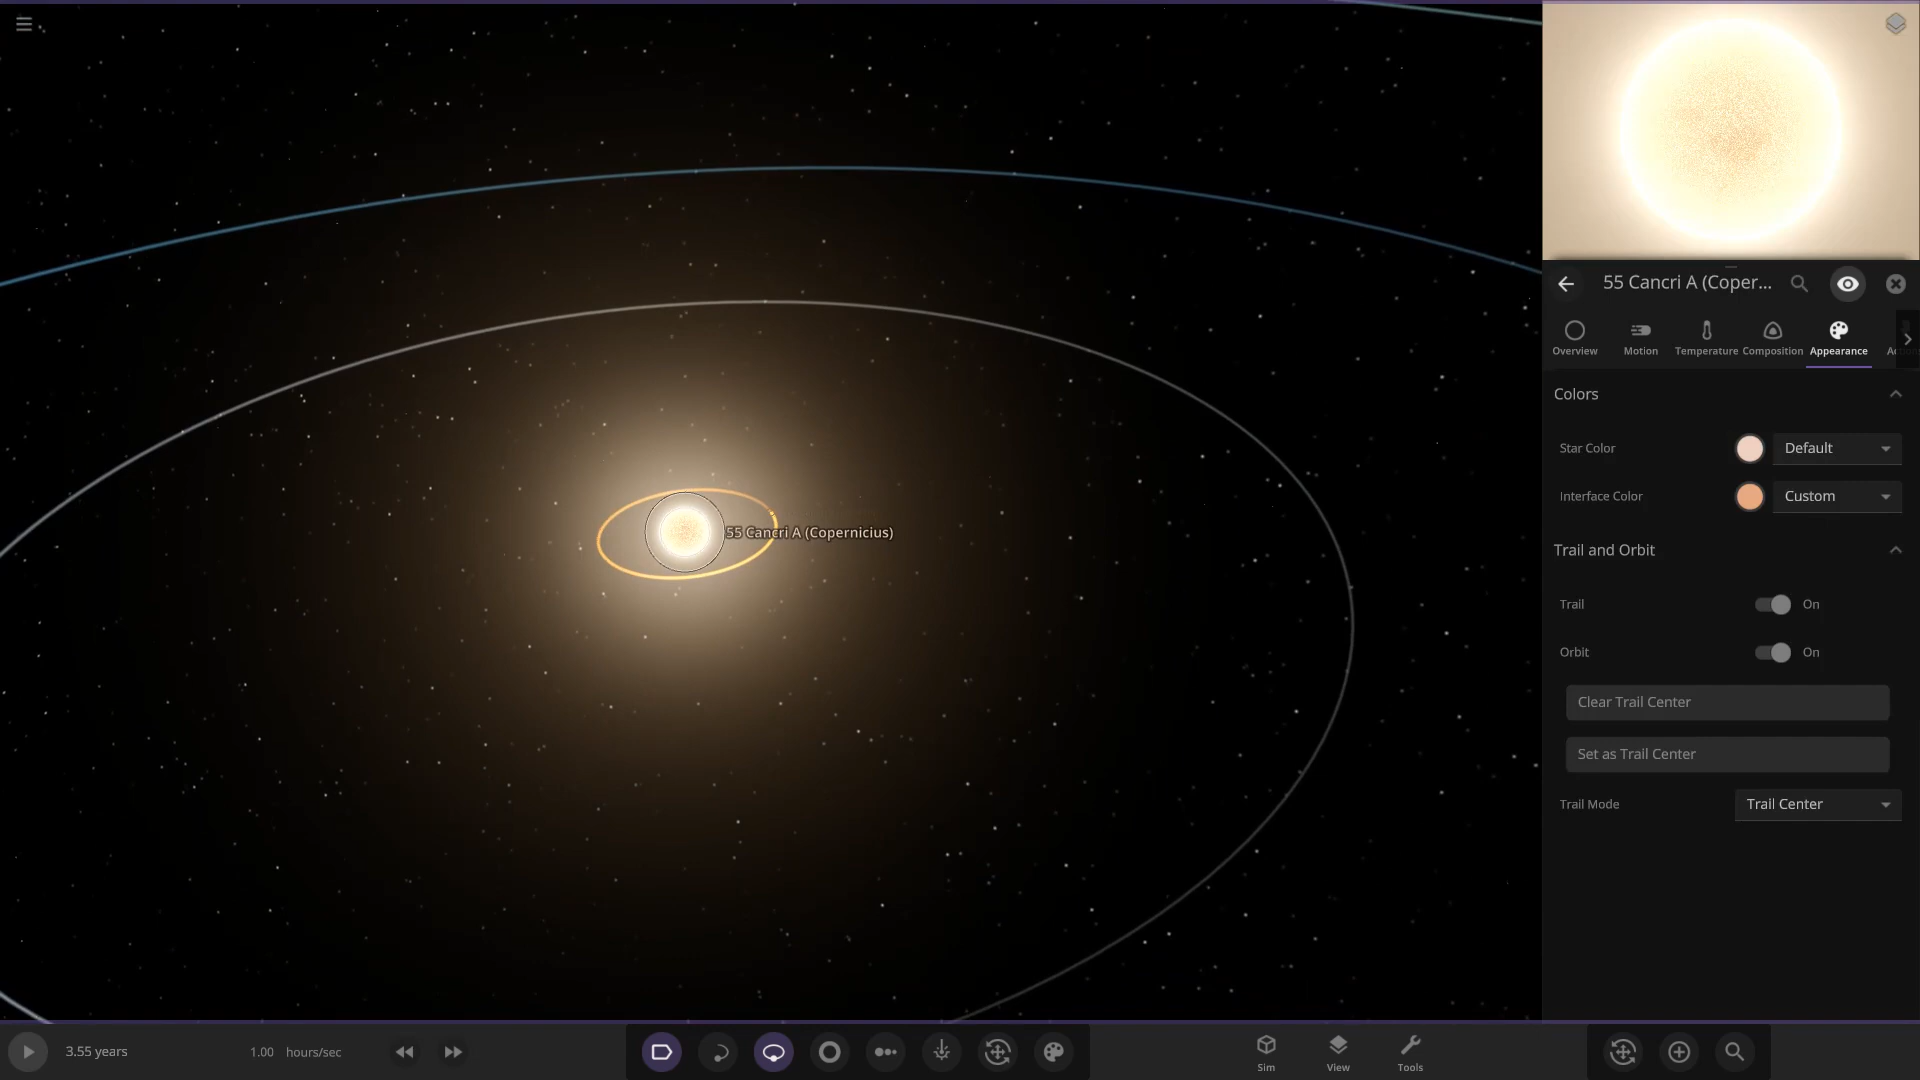 55 Cancri A (Coper...
Overview
Motion
Temperature
Composition
Appearance
Colors
Star Color
Default
Interface Color
Custom
Trail and Orbit
Trail
On
Orbit
On
Clear Trail Center
Set as Trail Center
Trail Mode
Trail Center
55 Cancri A (Copernicius)
3.55 years
1.00 hours/sec
Sim
View
Tools